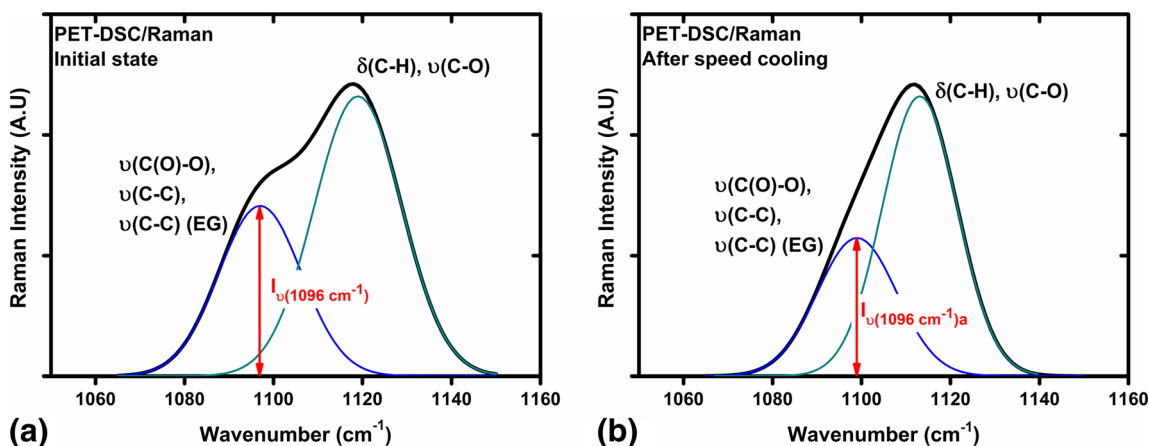 PET-DSC/Raman
Initial state
δ(C-H), υ(C-O)
υ(C(O)-O),
υ(C-C),
υ(C-C) (EG)
I υ(1096 cm-1)
Raman Intensity (A.U)
1060 1080 1100 1120 1140 1160
Wavenumber (cm-1)
(a)
PET-DSC/Raman
After speed cooling
δ(C-H), υ(C-O)
υ(C(O)-O),
υ(C-C),
υ(C-C) (EG)
I υ(1096 cm-1)a
Raman Intensity (A.U)
1060 1080 1100 1120 1140 1160
Wavenumber (cm-1)
(b)